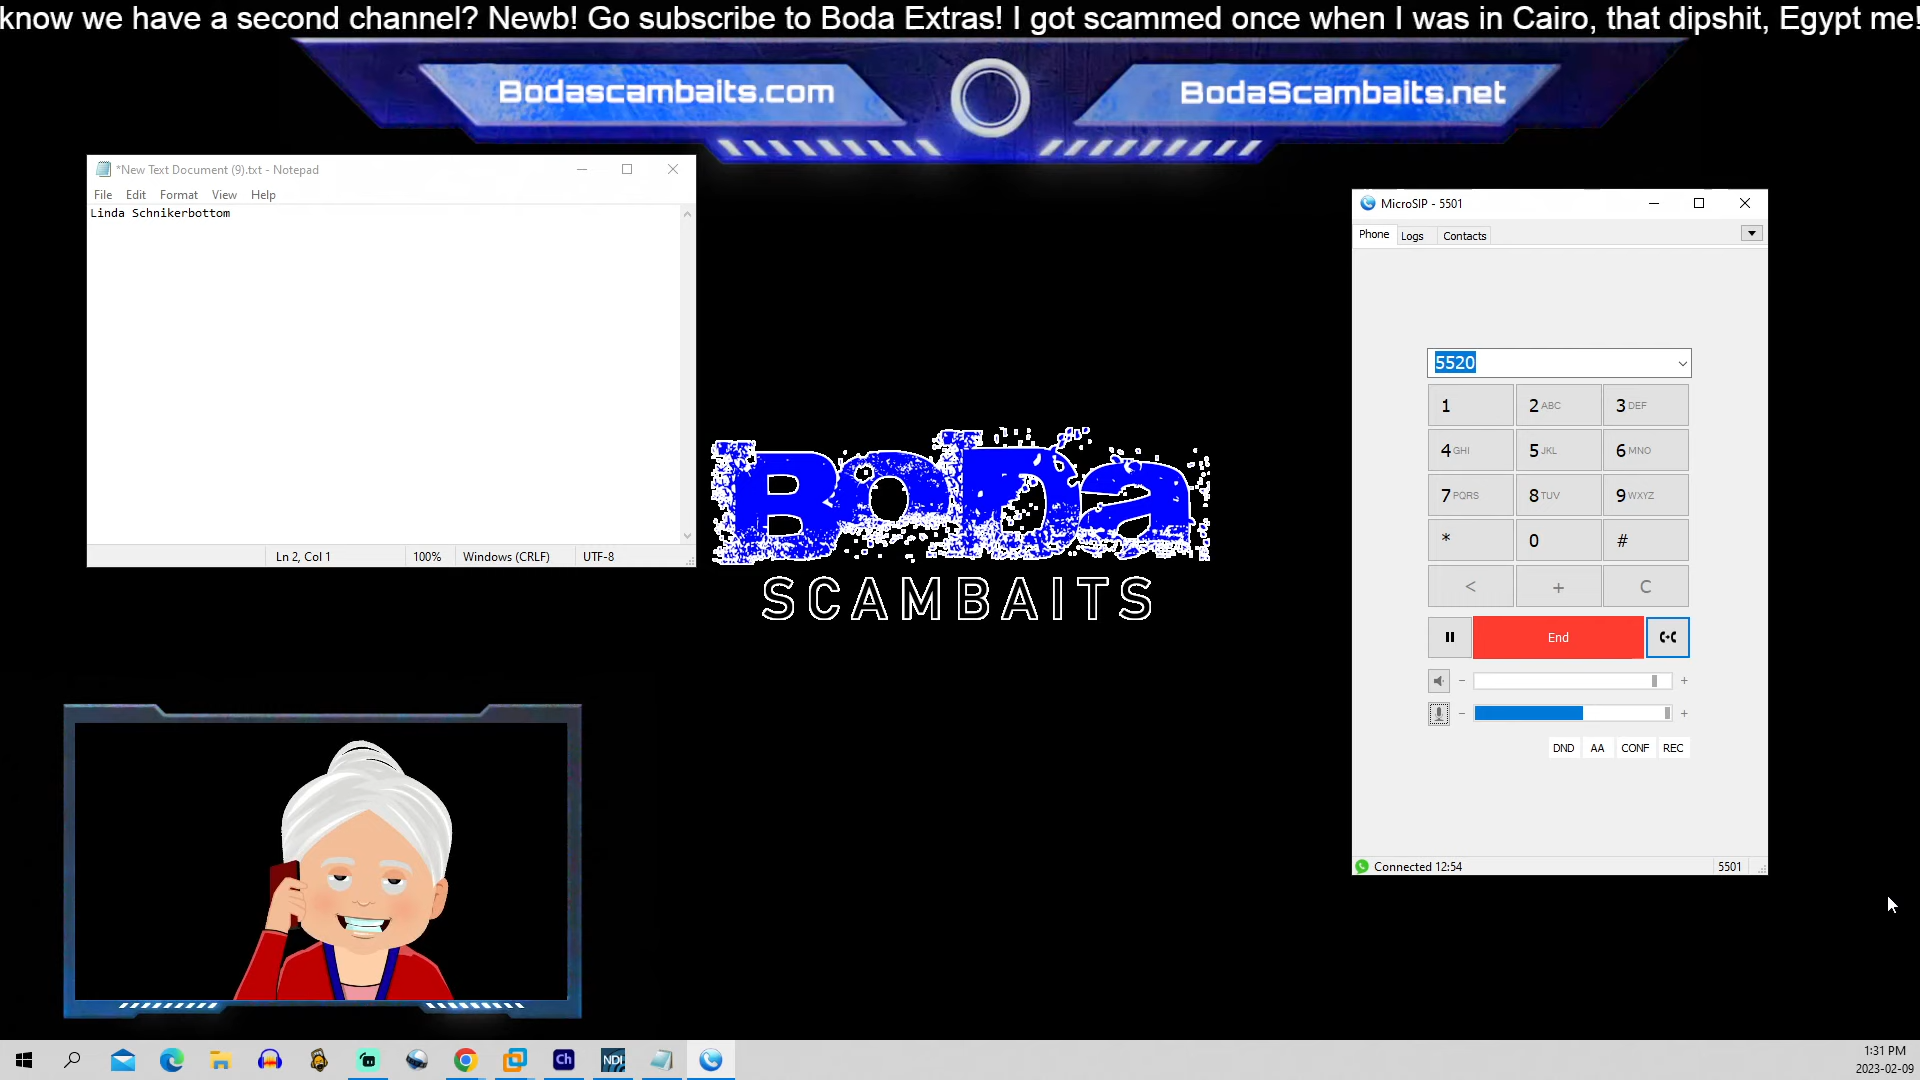 know we have a second channel? Newb! Go subscribe to Boda Extras! I got scammed once when I was in Cairo, that dipshit, Egypt me!
Bodascambaits.com
BodaScambaits.net
*New Text Document (9).txt - Notepad
File Edit Format View Help
Linda Schnikerbottom
Ln 2, Col 1 100% Windows (CRLF) UTF-8
MicroSIP - 5501
Phone Logs Contacts
5520
1 2 ABC 3 DEF
4 GHI 5 JKL 6 MNO
7 PQRS 8 TUV 9 WXYZ
* 0 #
< + C
End
- +
- +
DND AA CONF REC
Connected 12:54 5501
BoDa
SCAMBAITS
Ch
NDI
1:31 PM
2023-02-09